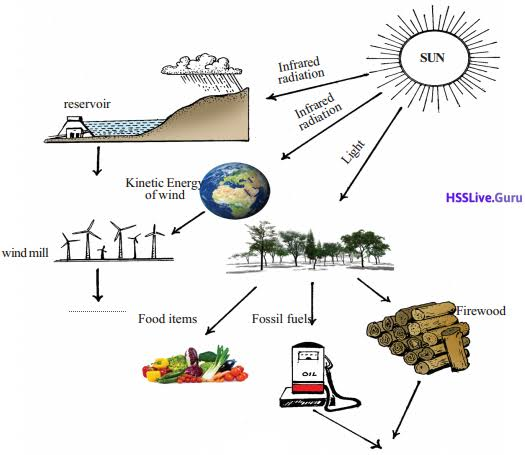 SUN
Infrared
radiation
Infrared
radiation
Light
reservoir
HSSLive.Guru
Kinetic Energy
of wind
wind mill
Food items
Fossil fuels
Firewood
OIL